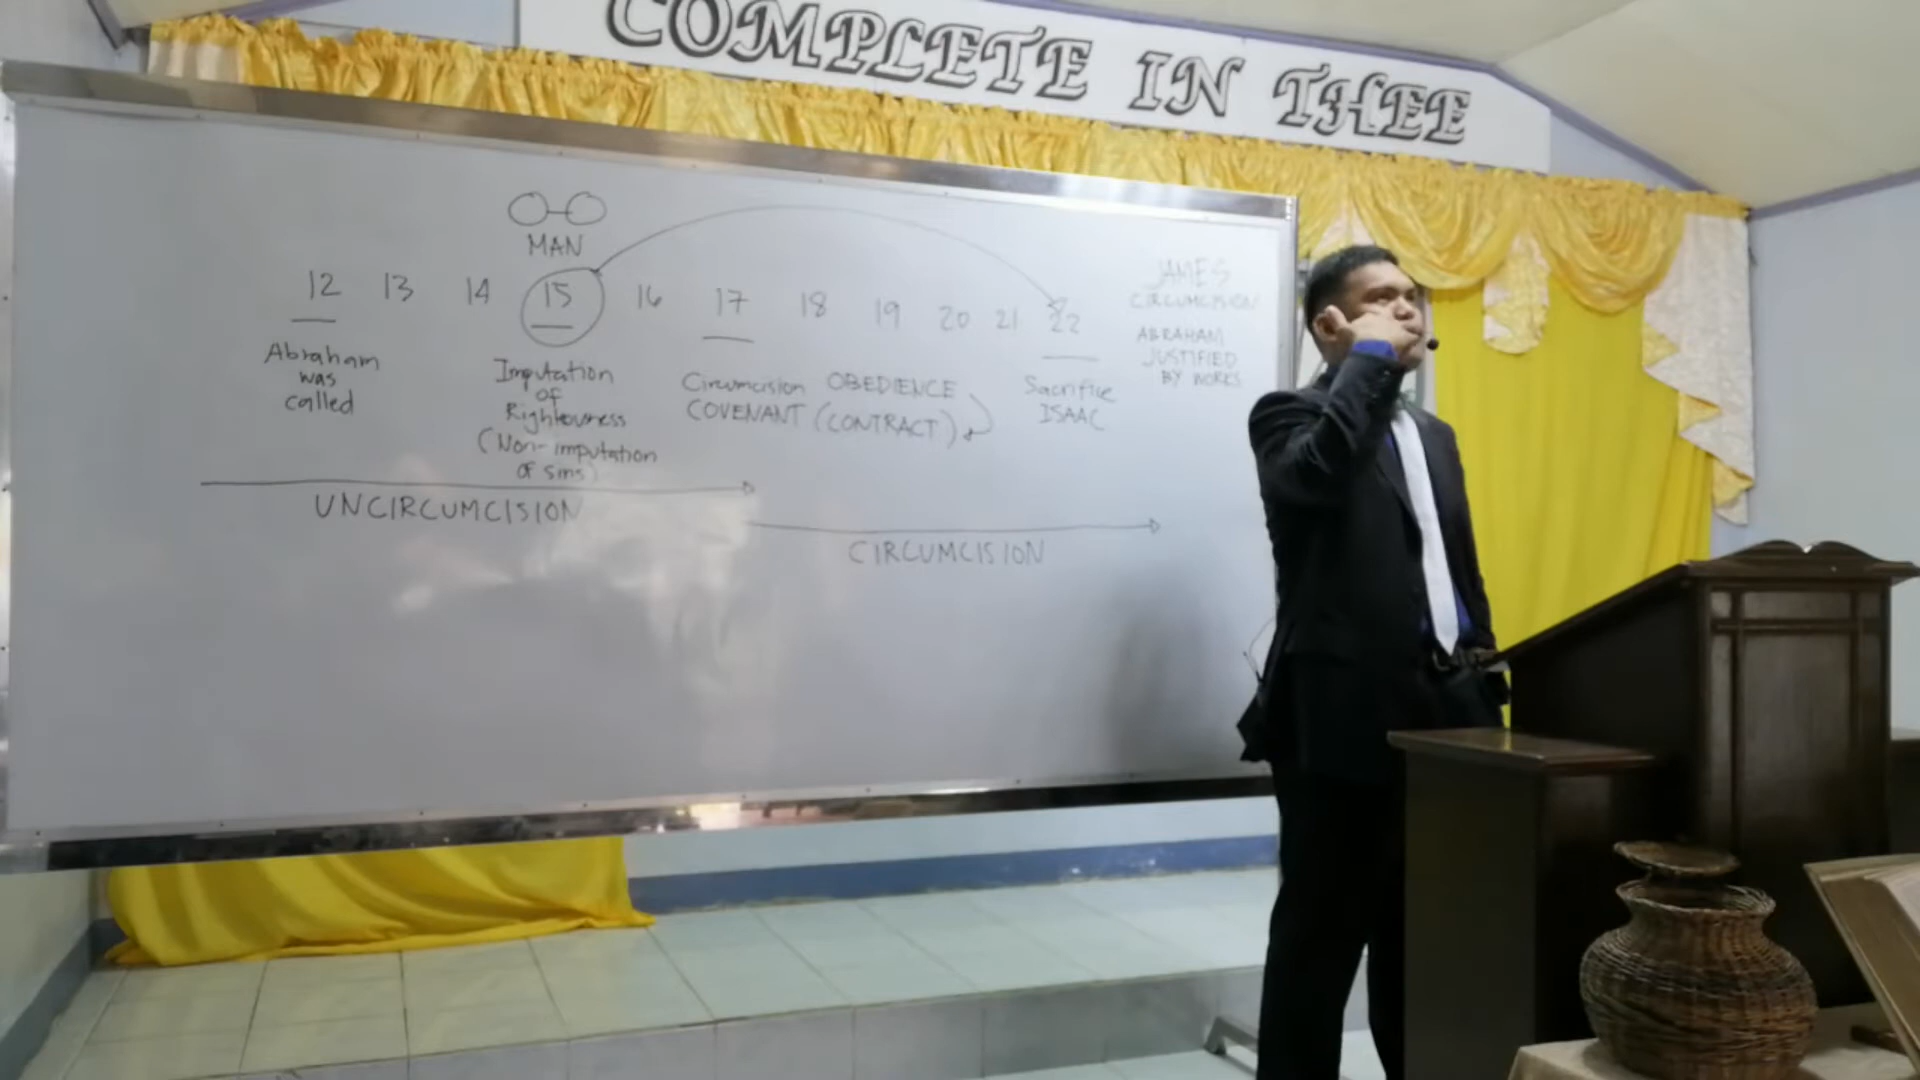 COMPLETE IN THEE
MAN
12 13 14 15 16 17 18 19 20 21 22
Abraham
was
called
Imputation
of
Righteousness
(Non-imputation
of sins)
Circumcision OBEDIENCE
COVENANT (CONTRACT)
Sacrifice
ISAAC
JAMES
CIRCUMCISION
ABRAHAM
JUSTIFIED
BY WORKS
UNCIRCUMCISION
CIRCUMCISION